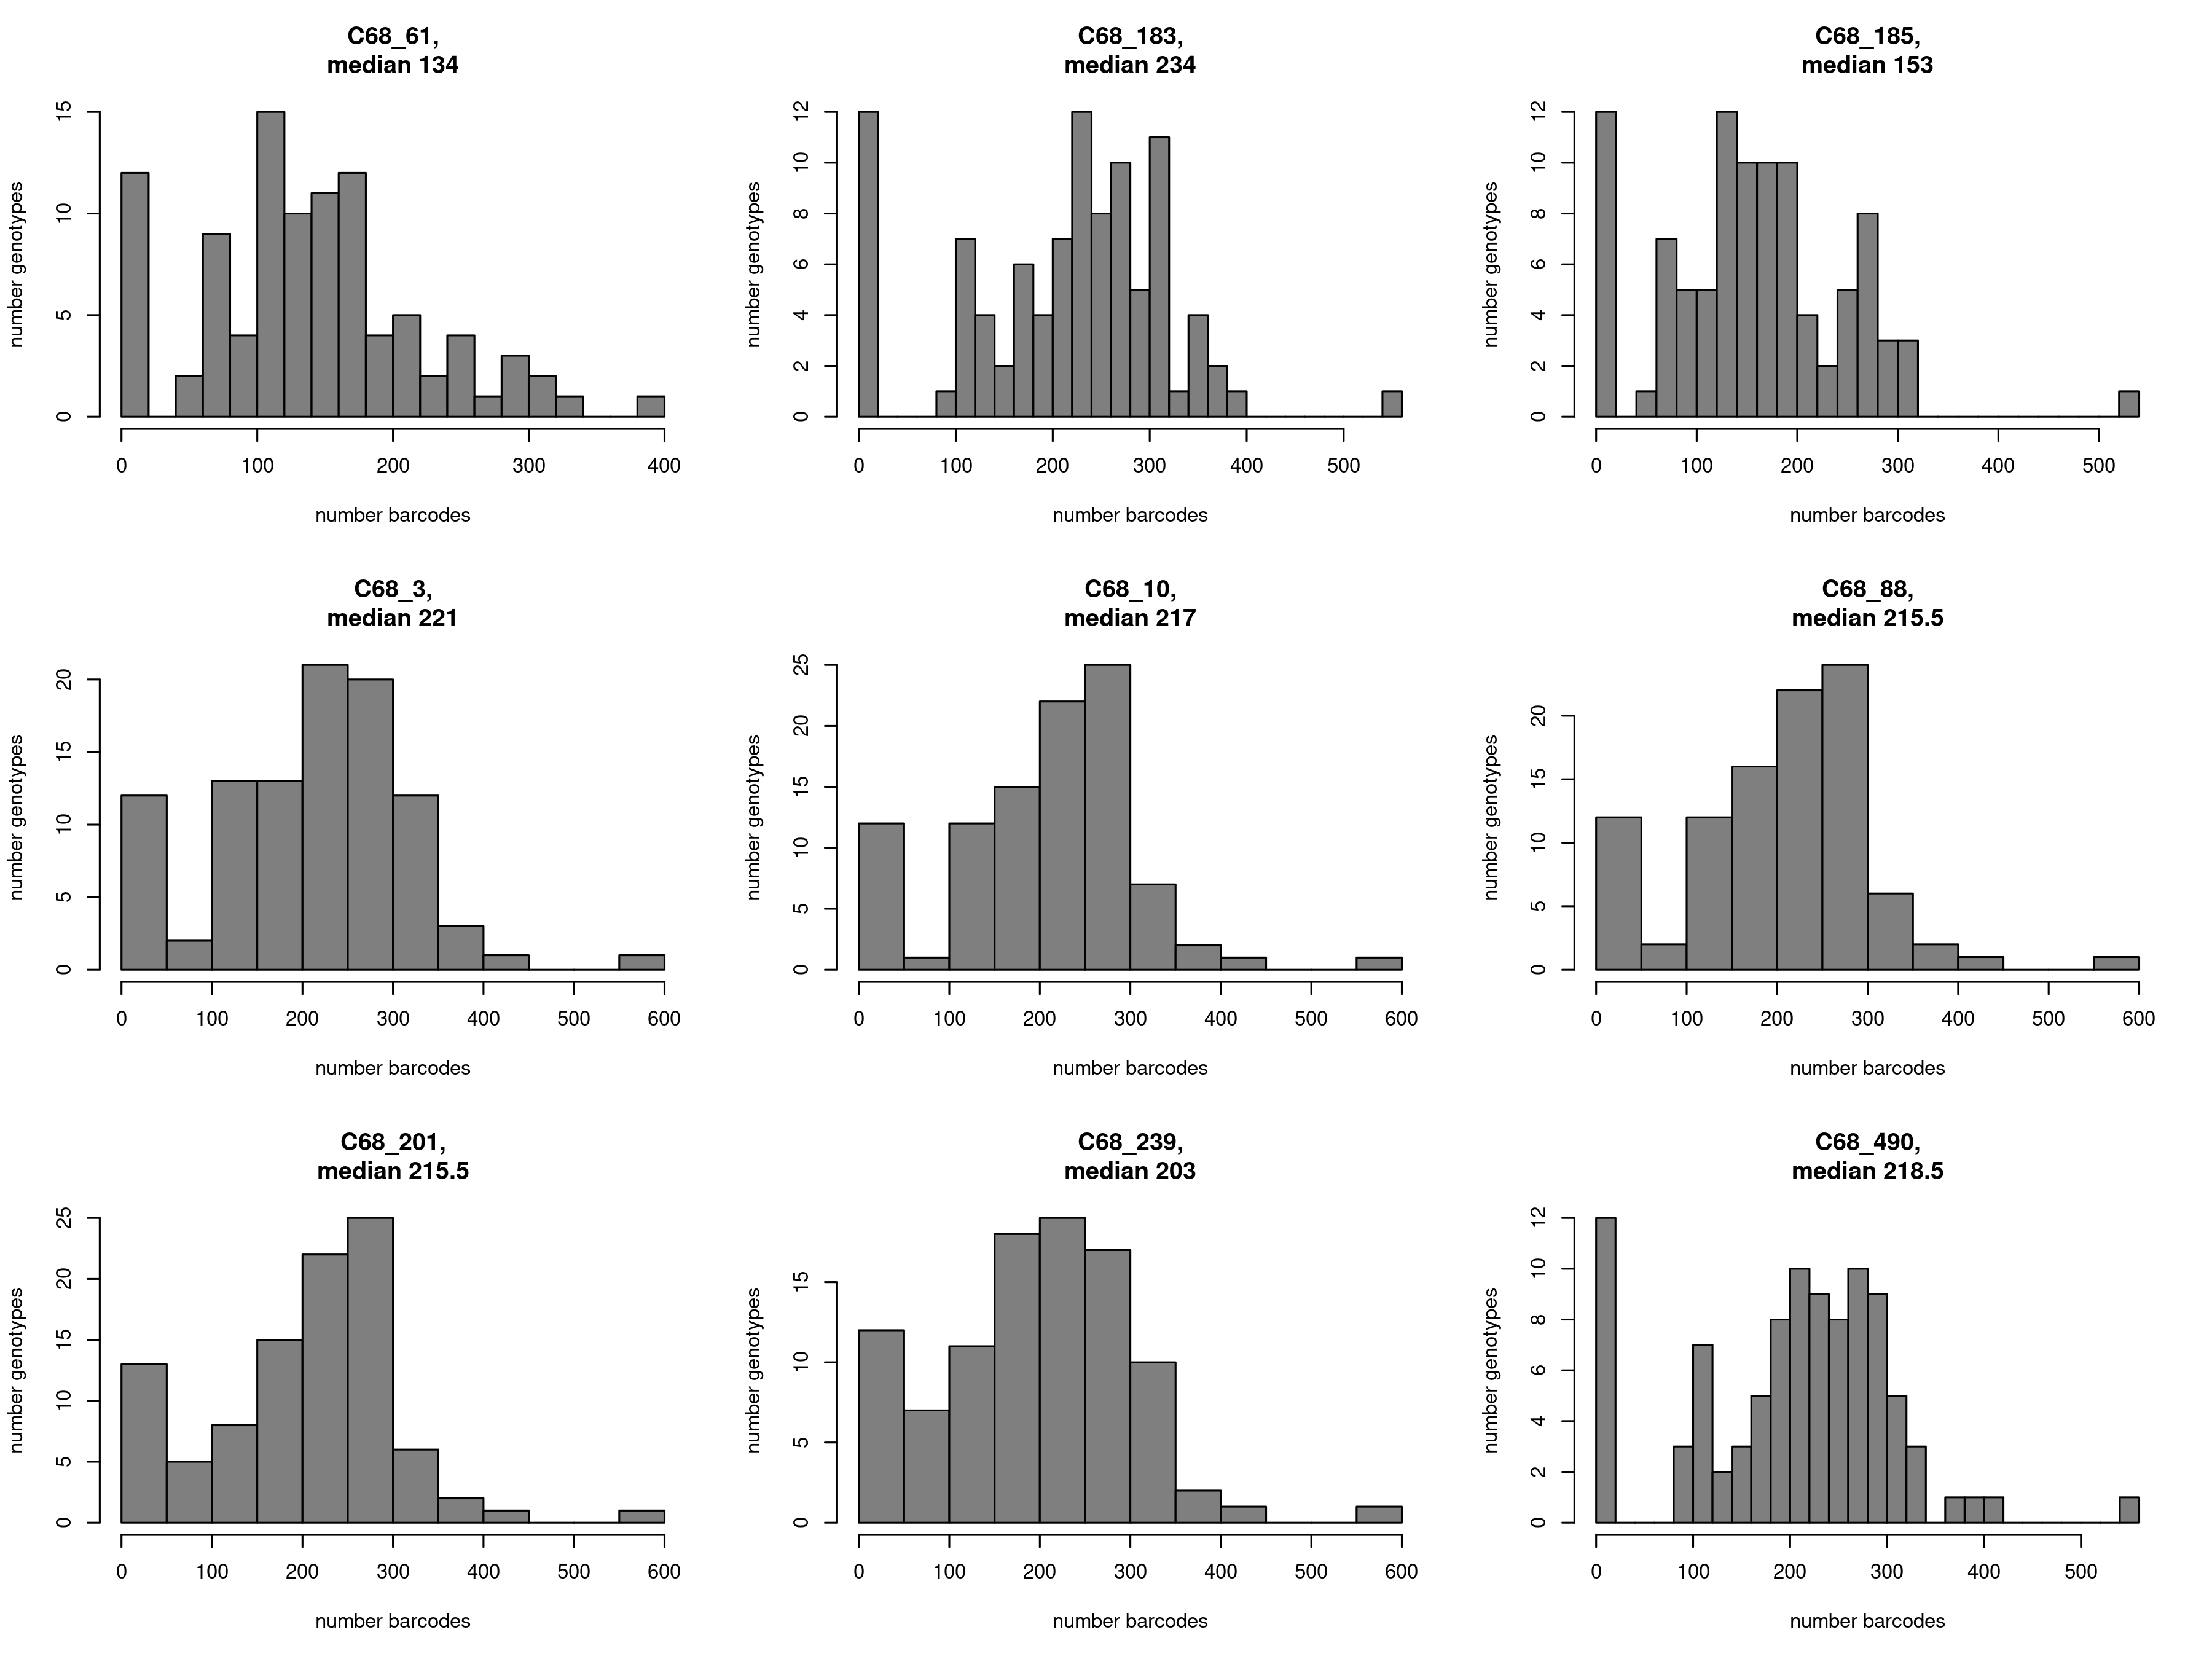 C68_61,
median 134
number genotypes
0 5 10 15
0 100 200 300 400
number barcodes
C68_183,
median 234
number genotypes
0 2 4 6 8 10 12
0 100 200 300 400 500
number barcodes
C68_185,
median 153
number genotypes
0 2 4 6 8 10 12
0 100 200 300 400 500
number barcodes
C68_3,
median 221
number genotypes
0 5 10 15 20
0 100 200 300 400 500 600
number barcodes
C68_10,
median 217
number genotypes
0 5 10 15 20 25
0 100 200 300 400 500 600
number barcodes
C68_88,
median 215.5
number genotypes
0 5 10 15 20
0 100 200 300 400 500 600
number barcodes
C68_201,
median 215.5
number genotypes
0 5 10 15 20 25
0 100 200 300 400 500 600
number barcodes
C68_239,
median 203
number genotypes
0 5 10 15
0 100 200 300 400 500 600
number barcodes
C68_490,
median 218.5
number genotypes
0 2 4 6 8 10 12
0 100 200 300 400 500
number barcodes